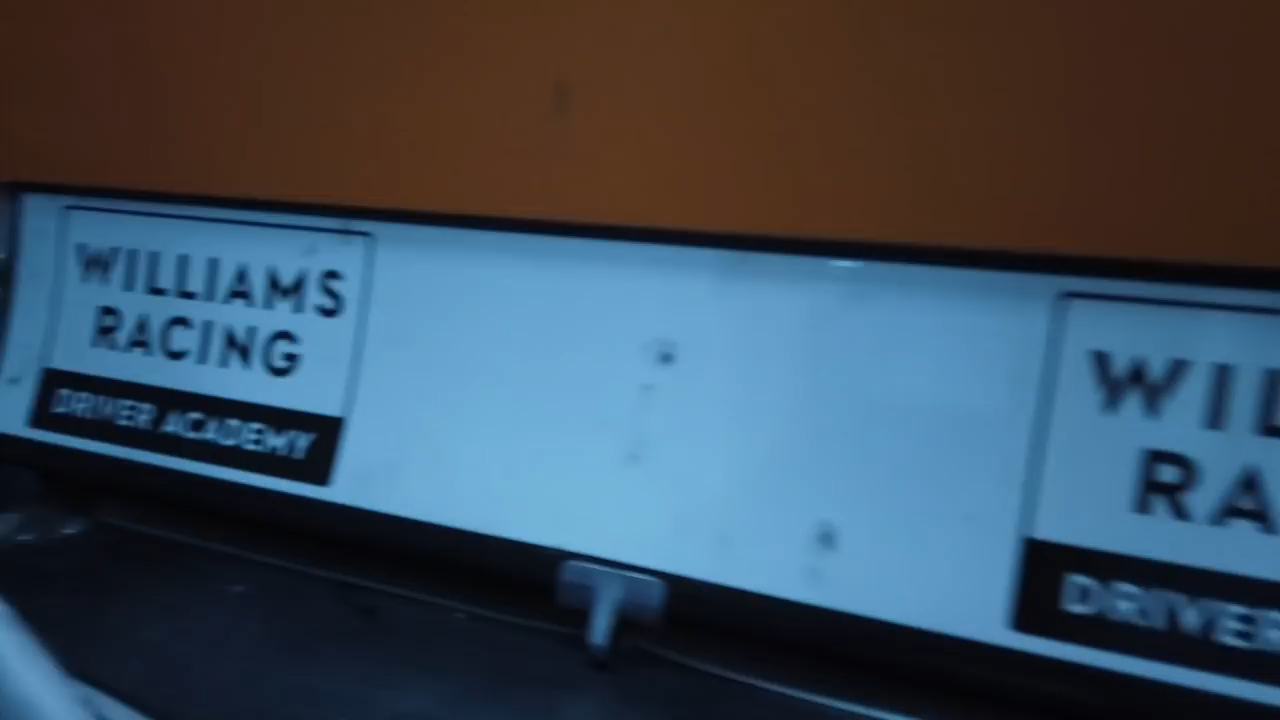 WILLIAMS
RACING
DRIVER ACADEMY
WIL
RA
DRIVER